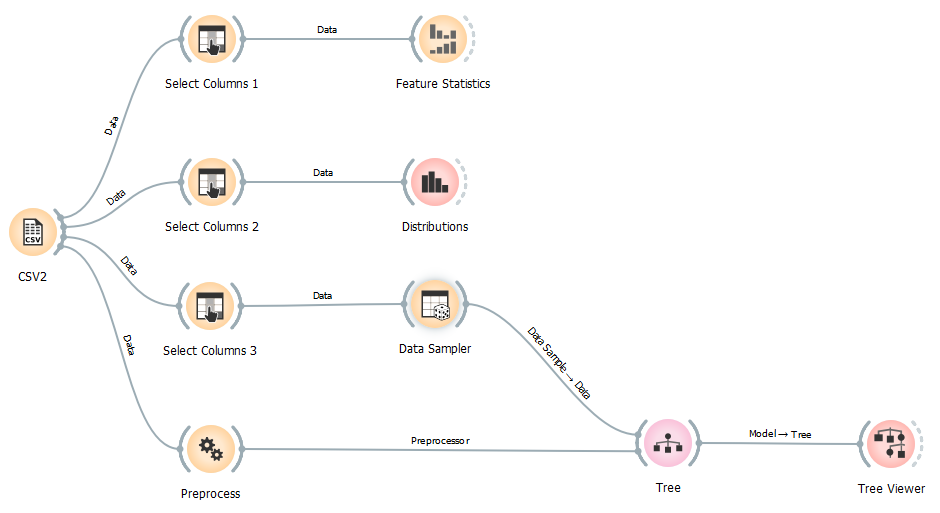 Data
Select Columns 1
Feature Statistics
Data
Data
Data
Select Columns 2
Distributions
CSV
CSV2
Data
Data
Select Columns 3
Data Sampler
Data
Data Sample → Data
Preprocessor
Model → Tree
Preprocess
Tree
Tree Viewer